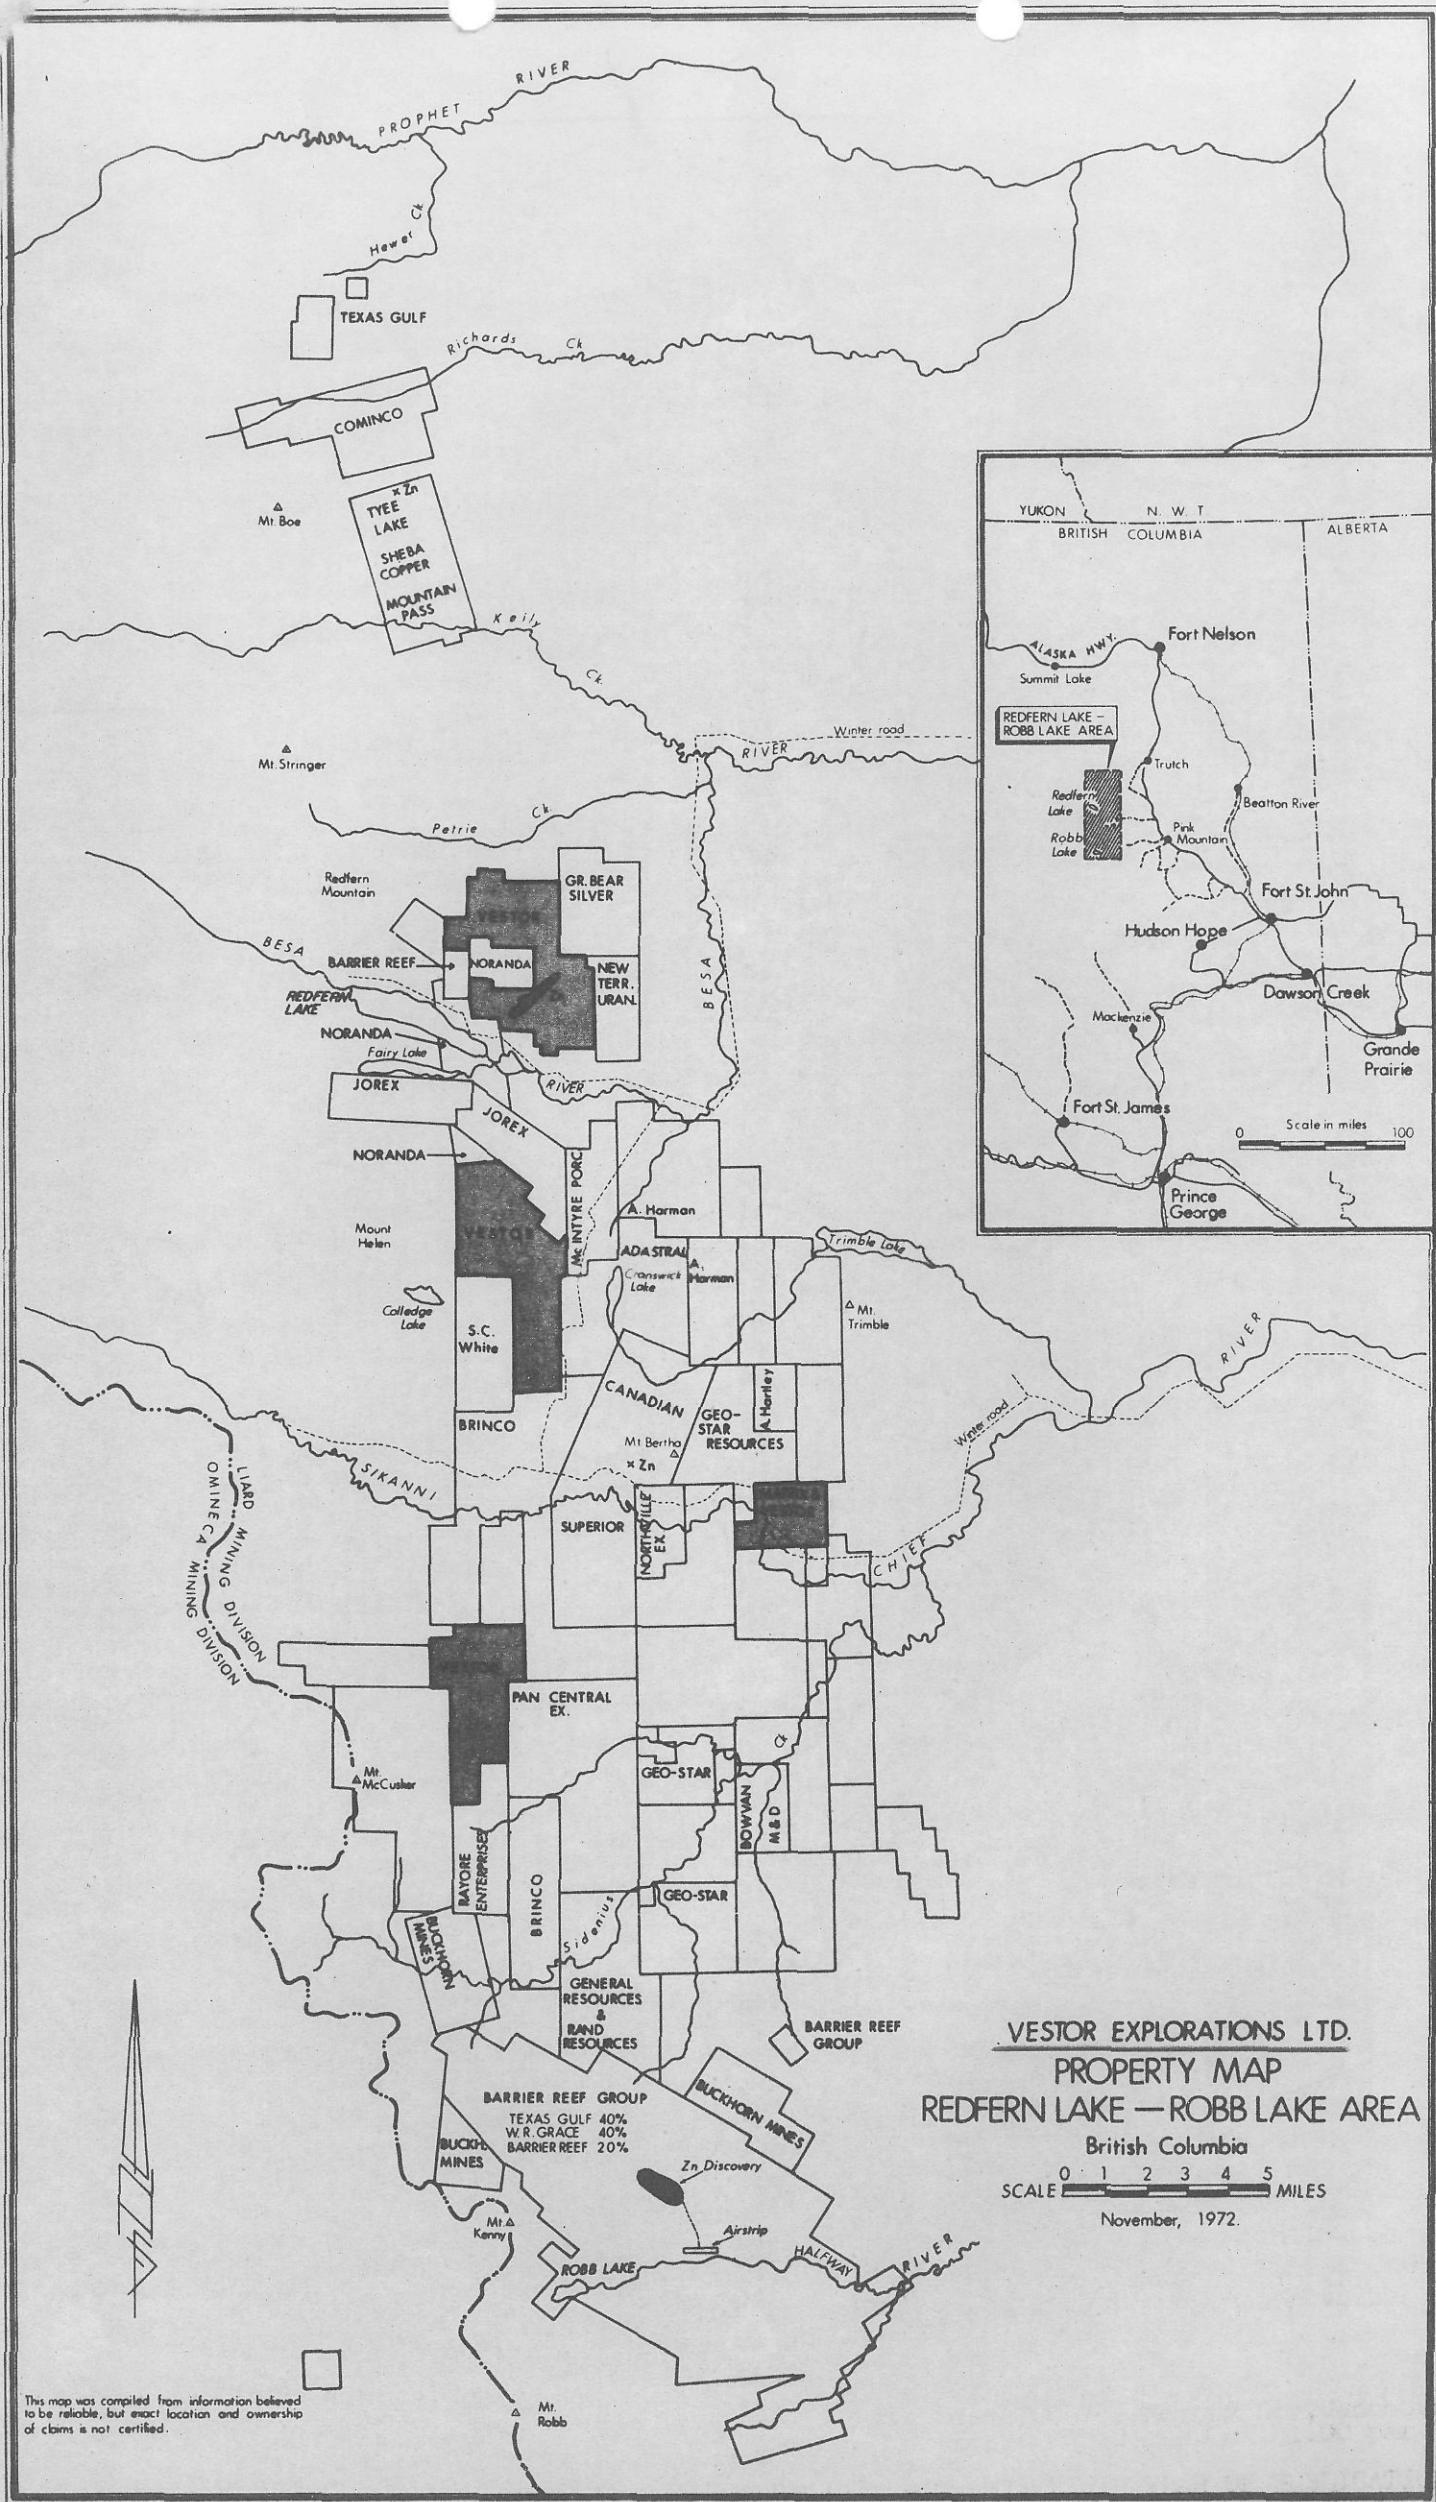 PROPHET RIVER
Hewer Ck
TEXAS GULF
Richards Ck
COMINCO
x Zn
TYEE
LAKE
SHEBA
COPPER
MOUNTAIN
PASS
Mt. Boe
Keily Ck.
Winter road
RIVER
Mt. Stringer
Petrie Ck.
Redfern
Mountain
VESTOR
GR. BEAR
SILVER
BESA
BARRIER REEF
NORANDA
NEW
TERR.
URAN.
Zn
BESA
REDFERN
LAKE
NORANDA
Fairy Lake
JOREX
RIVER
JOREX
NORANDA
McINTYRE PORC
A. Harman
Mount
Helen
VESTOR
ADASTRAL
Cranswick
Lake
A.
Harman
Trimble Lake
Mt.
Trimble
Colledge
Lake
S.C.
White
RIVER
CANADIAN
SUPERIOR
A. Hartley
GEO-
STAR
RESOURCES
BRINCO
Mt Bertha
x Zn
Winter road
SIKANNI
CHIEF
NORTHVILLE
EX.
LIARD MINING DIVISION
OMINECA MINING DIVISION
PAN CENTRAL
EX.
Mt.
McCusker
GEO-STAR
Ck
BOWVAN
M & D
RAYORE
ENTERPRISES
BRINCO
GEO-STAR
Sidenius
BUCKHORN
MINES
GENERAL
RESOURCES
&
RAND
RESOURCES
BARRIER REEF
GROUP
BUCKHORN MINES
BARRIER REEF GROUP
TEXAS GULF 40%
W.R. GRACE 40%
BARRIER REEF 20%
BUCKH.
MINES
Zn Discovery
Mt.
Kenny
Airstrip
ROBB LAKE
HALFWAY RIVER
Mt.
Robb
This map was compiled from information believed
to be reliable, but exact location and ownership
of claims is not certified.
YUKON
N. W. T
BRITISH COLUMBIA
ALBERTA
ALASKA HWY.
Fort Nelson
Summit Lake
REDFERN LAKE –
ROBB LAKE AREA
Trutch
Redfern
Lake
Beatton River
Robb
Lake
Pink
Mountain
Fort St. John
Hudson Hope
Dawson Creek
Mackenzie
Grande
Prairie
Fort St. James
Scale in miles
0 100
Prince
George
VESTOR EXPLORATIONS LTD.
PROPERTY MAP
REDFERN LAKE — ROBB LAKE AREA
British Columbia
SCALE 0 1 2 3 4 5 MILES
November, 1972.